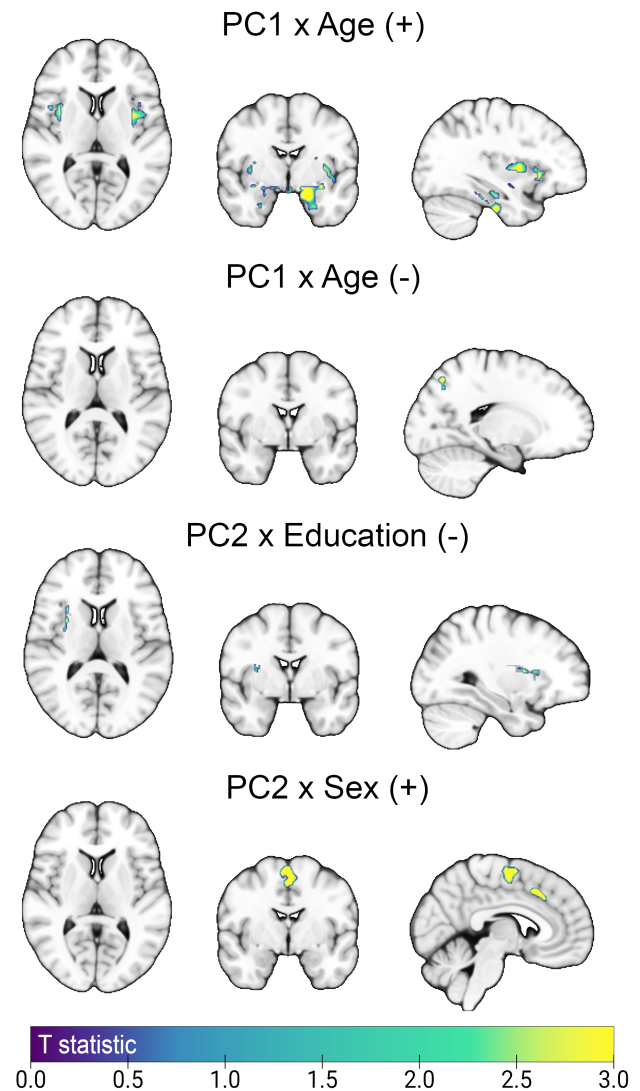 PC1 x Age (+)
PC1 x Age (-)
PC2 x Education (-)
PC2 x Sex (+)
T statistic
0.0 0.5 1.0 1.5 2.0 2.5 3.0